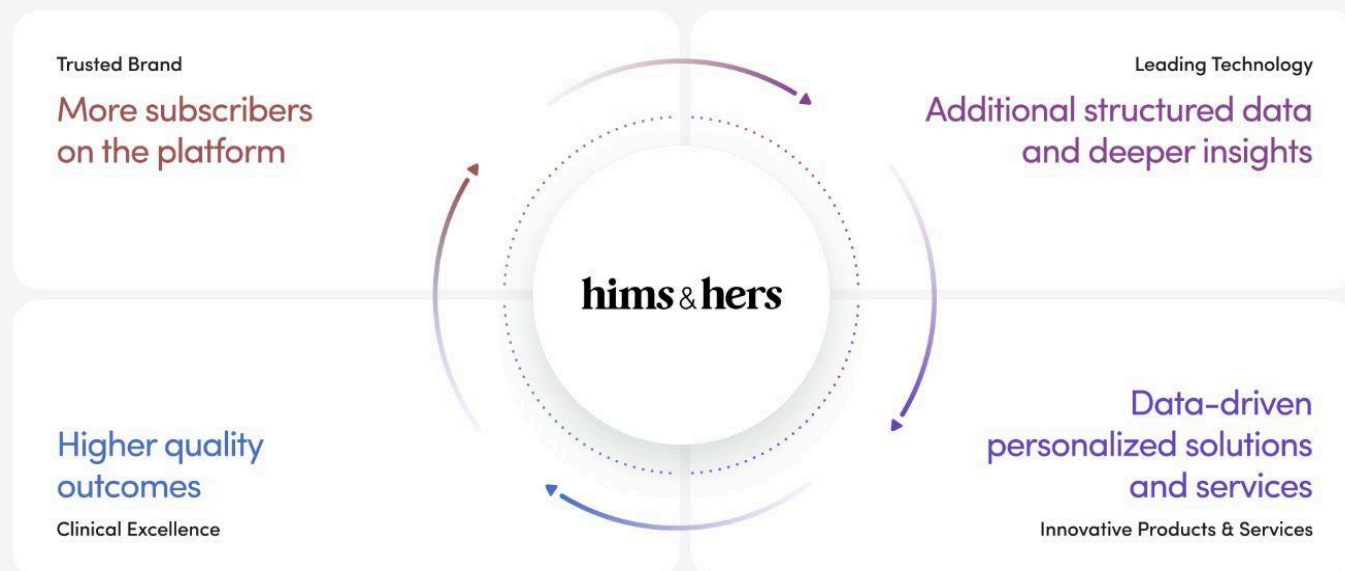 Trusted Brand
More subscribers
on the platform
Leading Technology
Additional structured data
and deeper insights
hims & hers
Higher quality
outcomes
Clinical Excellence
Data-driven
personalized solutions
and services
Innovative Products & Services